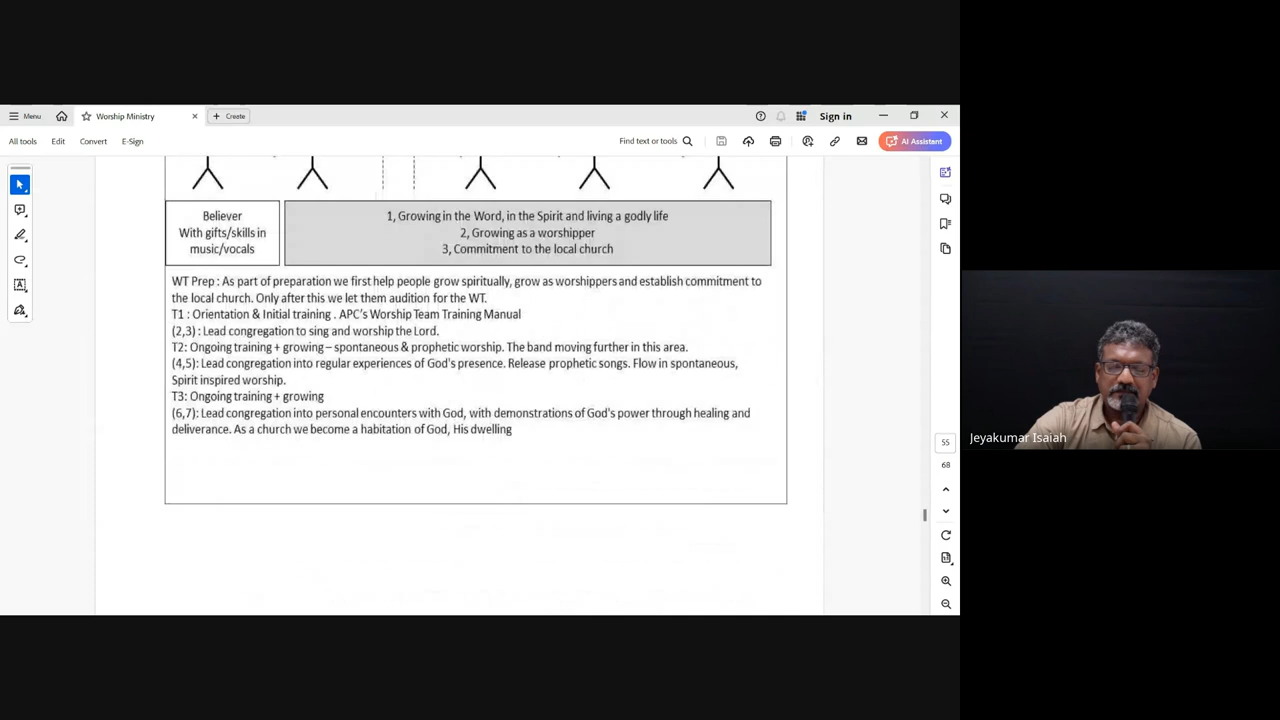 Menu
Worship Ministry
Create
Sign in
All tools
Edit
Convert
E-Sign
Find text or tools
AI Assistant
Believer
With gifts/skills in
music/vocals
1, Growing in the Word, in the Spirit and living a godly life
2, Growing as a worshipper
3, Commitment to the local church
WT Prep : As part of preparation we first help people grow spiritually, grow as worshippers and establish commitment to
the local church. Only after this we let them audition for the WT.
T1 : Orientation & Initial training . APC's Worship Team Training Manual
(2,3) : Lead congregation to sing and worship the Lord.
T2: Ongoing training + growing – spontaneous & prophetic worship. The band moving further in this area.
(4,5): Lead congregation into regular experiences of God's presence. Release prophetic songs. Flow in spontaneous,
Spirit inspired worship.
T3: Ongoing training + growing
(6,7): Lead congregation into personal encounters with God, with demonstrations of God's power through healing and
deliverance. As a church we become a habitation of God, His dwelling
55
68
Jeyakumar Isaiah